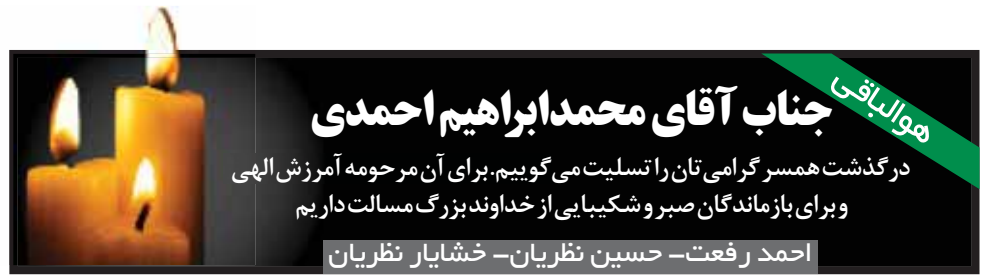 هوالباقی
جناب آقای محمدابراهیم احمدی
درگذشت همسر گرامی‌تان را تسلیت می‌گوییم.برای آن مرحومه آمرزش الهی
وبرای بازماندگان صبر و شکیبایی از خداوند بزرگ مسالت داریم
احمد رفعت- حسین نظریان- خشایار نظریان